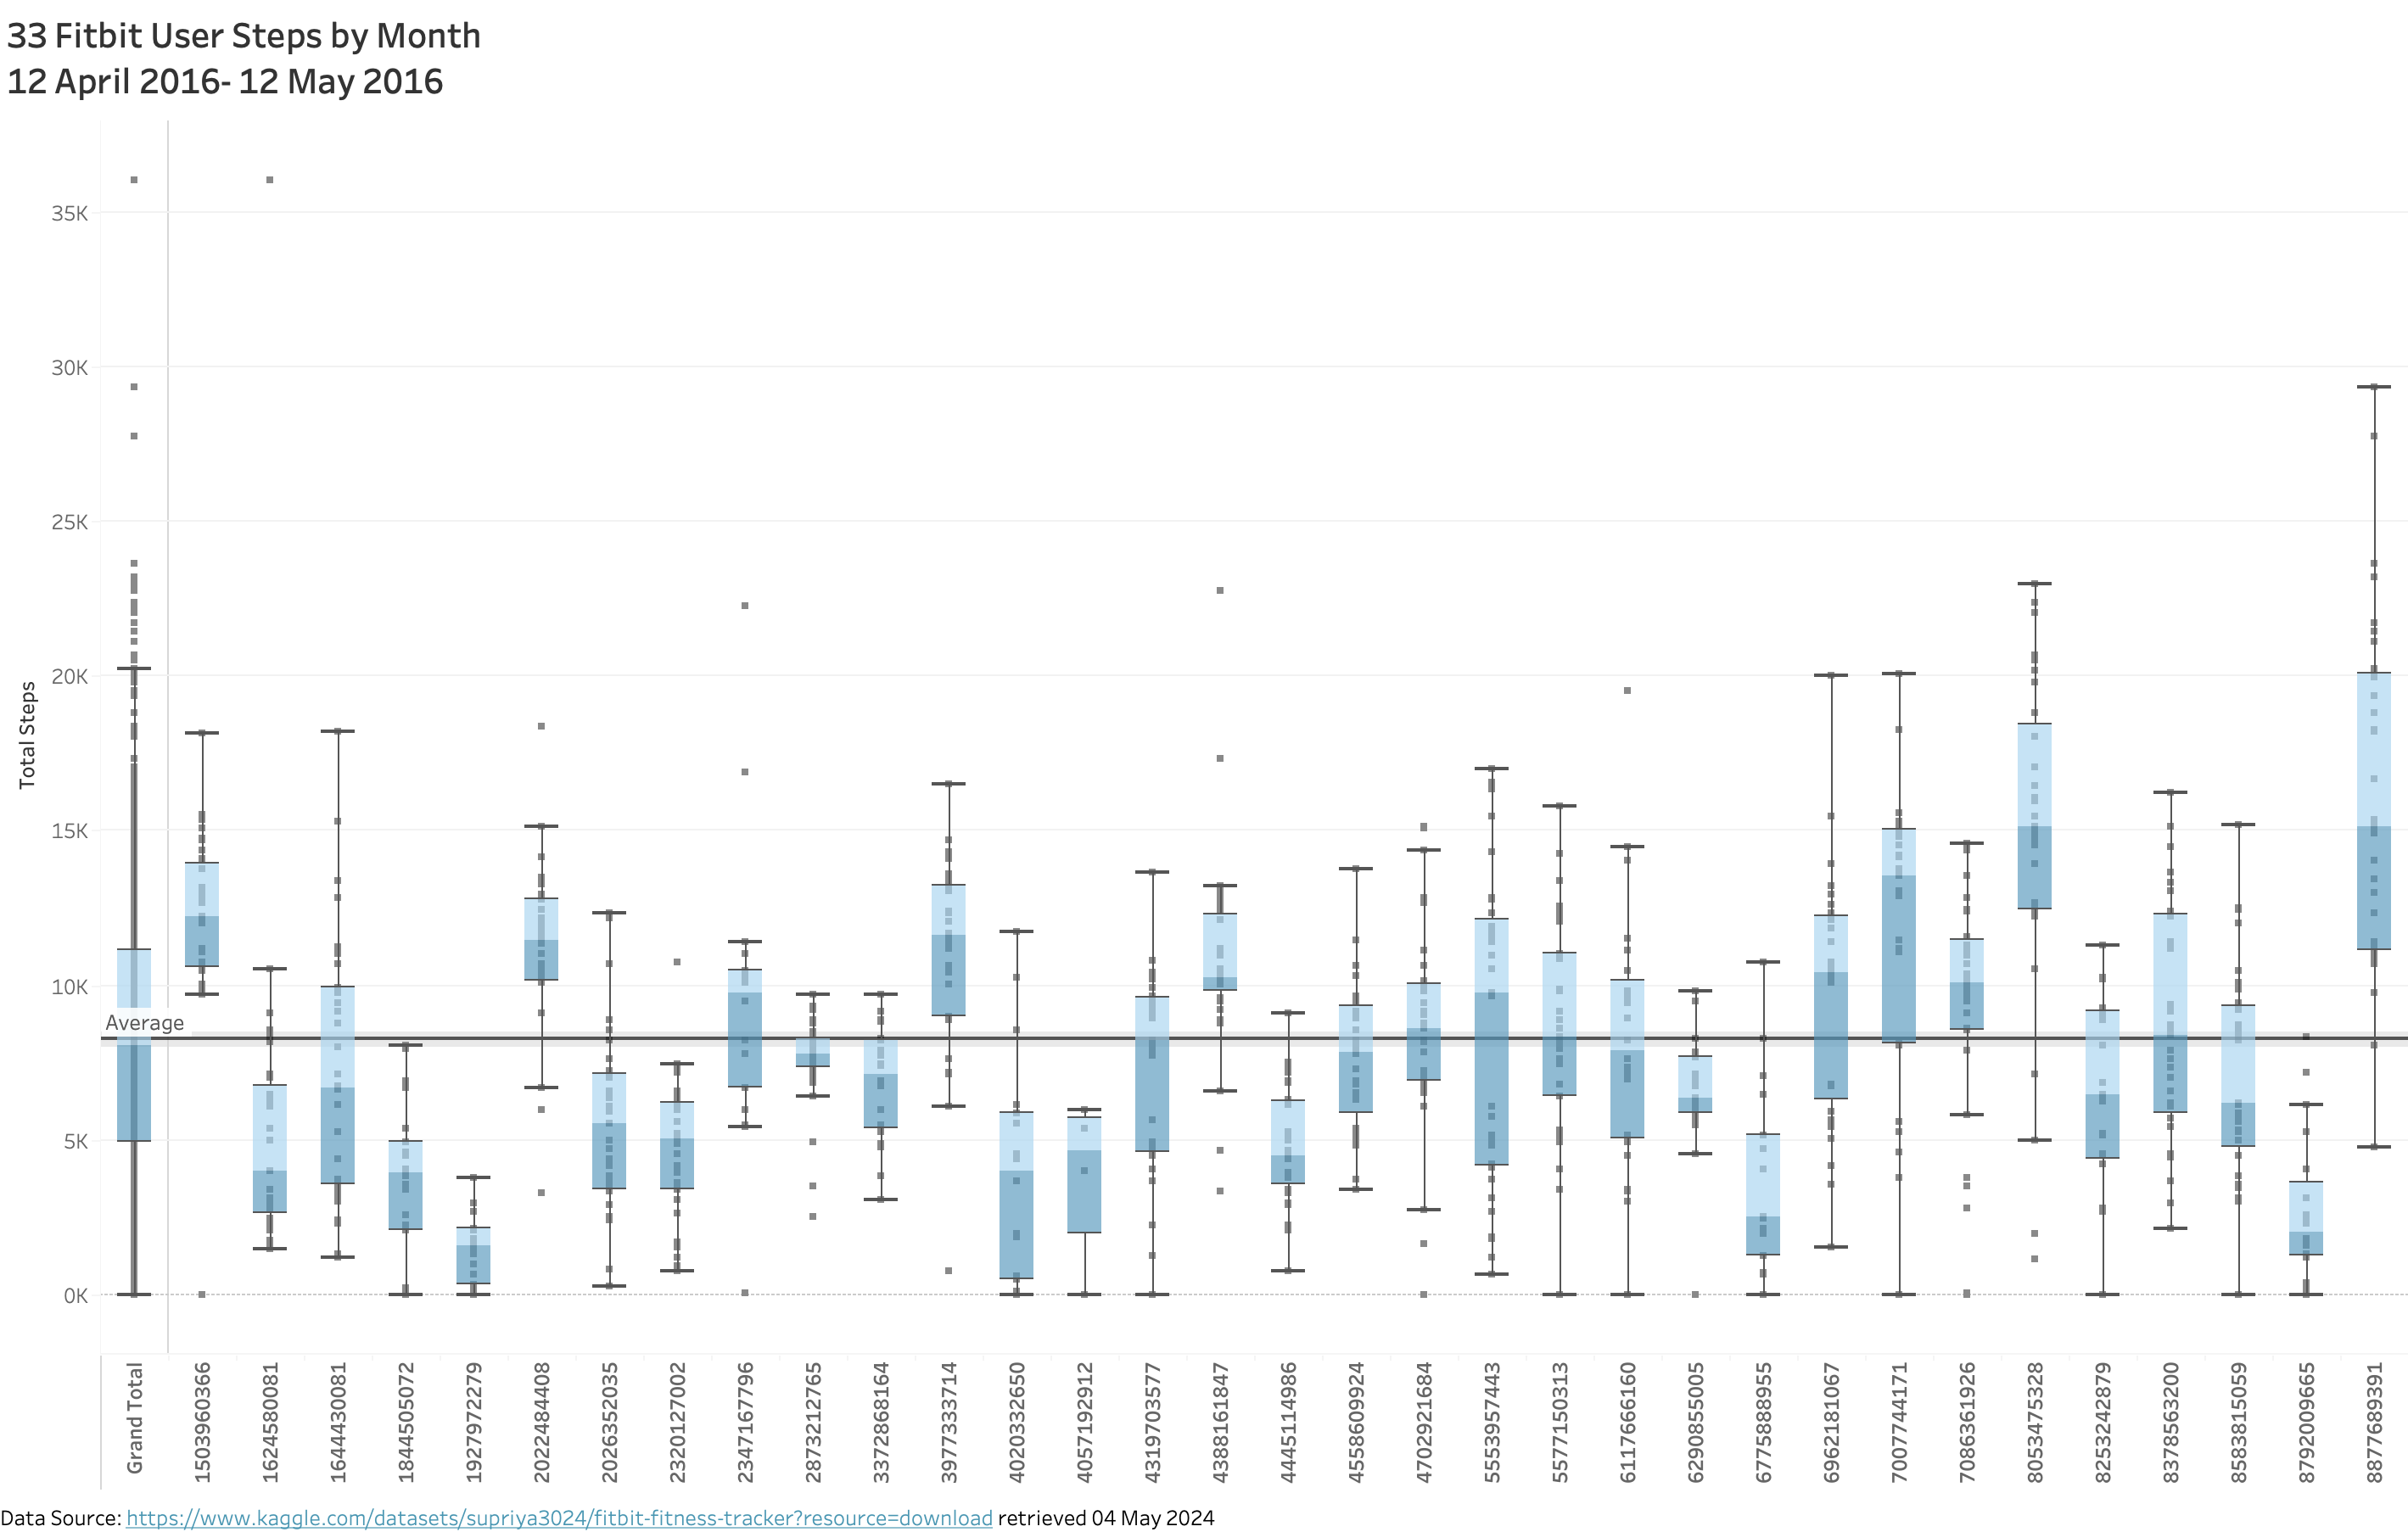 33 Fitbit User Steps by Month
12 April 2016- 12 May 2016
35K
30K
25K
20K
15K
10K
5K
0K
Total Steps
Average
Grand Total
1503960366
1624580081
1644430081
1844505072
1927972279
2022484408
2026352035
2320127002
2347167796
2873212765
3372868164
3977333714
4020332650
4057192912
4319703577
4388161847
4445114986
4558609924
4702921684
5553957443
5577150313
6117666160
6290855005
6775888955
6962181067
7007744171
7086361926
8053475328
8253242879
8378563200
8583815059
8792009665
8877689391
Data Source: https://www.kaggle.com/datasets/supriya3024/fitbit-fitness-tracker?resource=download retrieved 04 May 2024